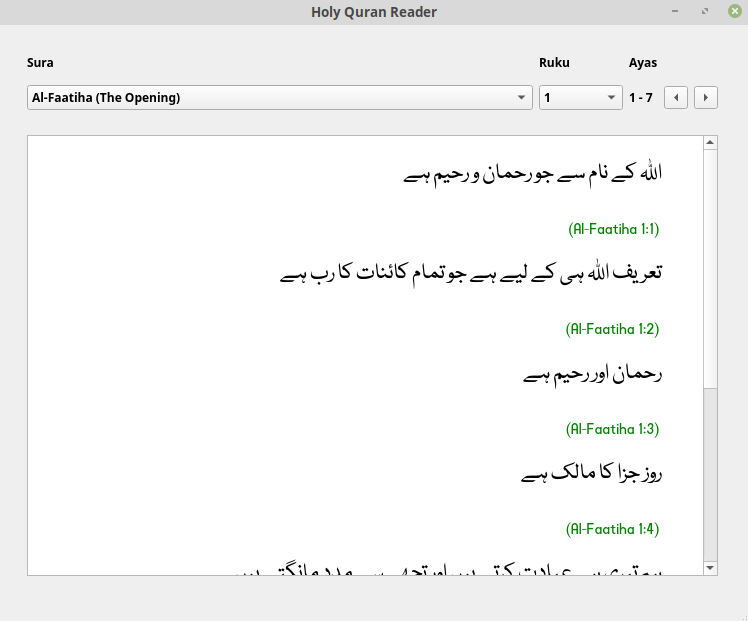 Holy Quran Reader
Sura Ruku Ayas
Al-Faatiha (The Opening) 1 1 - 7
اللہ کے نام سے جو رحمان و رحیم ہے
(Al-Faatiha 1:1)
تعریف اللہ ہی کے لیے ہے جو تمام کائنات کا رب ہے
(Al-Faatiha 1:2)
رحمان اور رحیم ہے
(Al-Faatiha 1:3)
روز جزا کا مالک ہے
(Al-Faatiha 1:4)